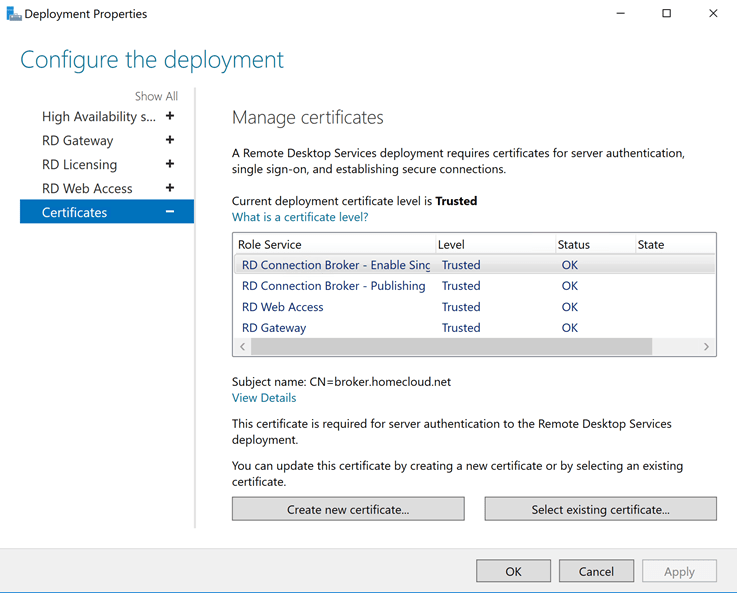 Deployment Properties
Configure the deployment
Show All
High Availability s... +
RD Gateway +
RD Licensing +
RD Web Access +
Certificates −
Manage certificates
A Remote Desktop Services deployment requires certificates for server authentication,
single sign-on, and establishing secure connections.
Current deployment certificate level is Trusted
What is a certificate level?
Role Service Level Status State
RD Connection Broker - Enable Sing Trusted OK
RD Connection Broker - Publishing Trusted OK
RD Web Access Trusted OK
RD Gateway Trusted OK
Subject name: CN=broker.homecloud.net
View Details
This certificate is required for server authentication to the Remote Desktop Services
deployment.
You can update this certificate by creating a new certificate or by selecting an existing
certificate.
Create new certificate...
Select existing certificate...
OK
Cancel
Apply